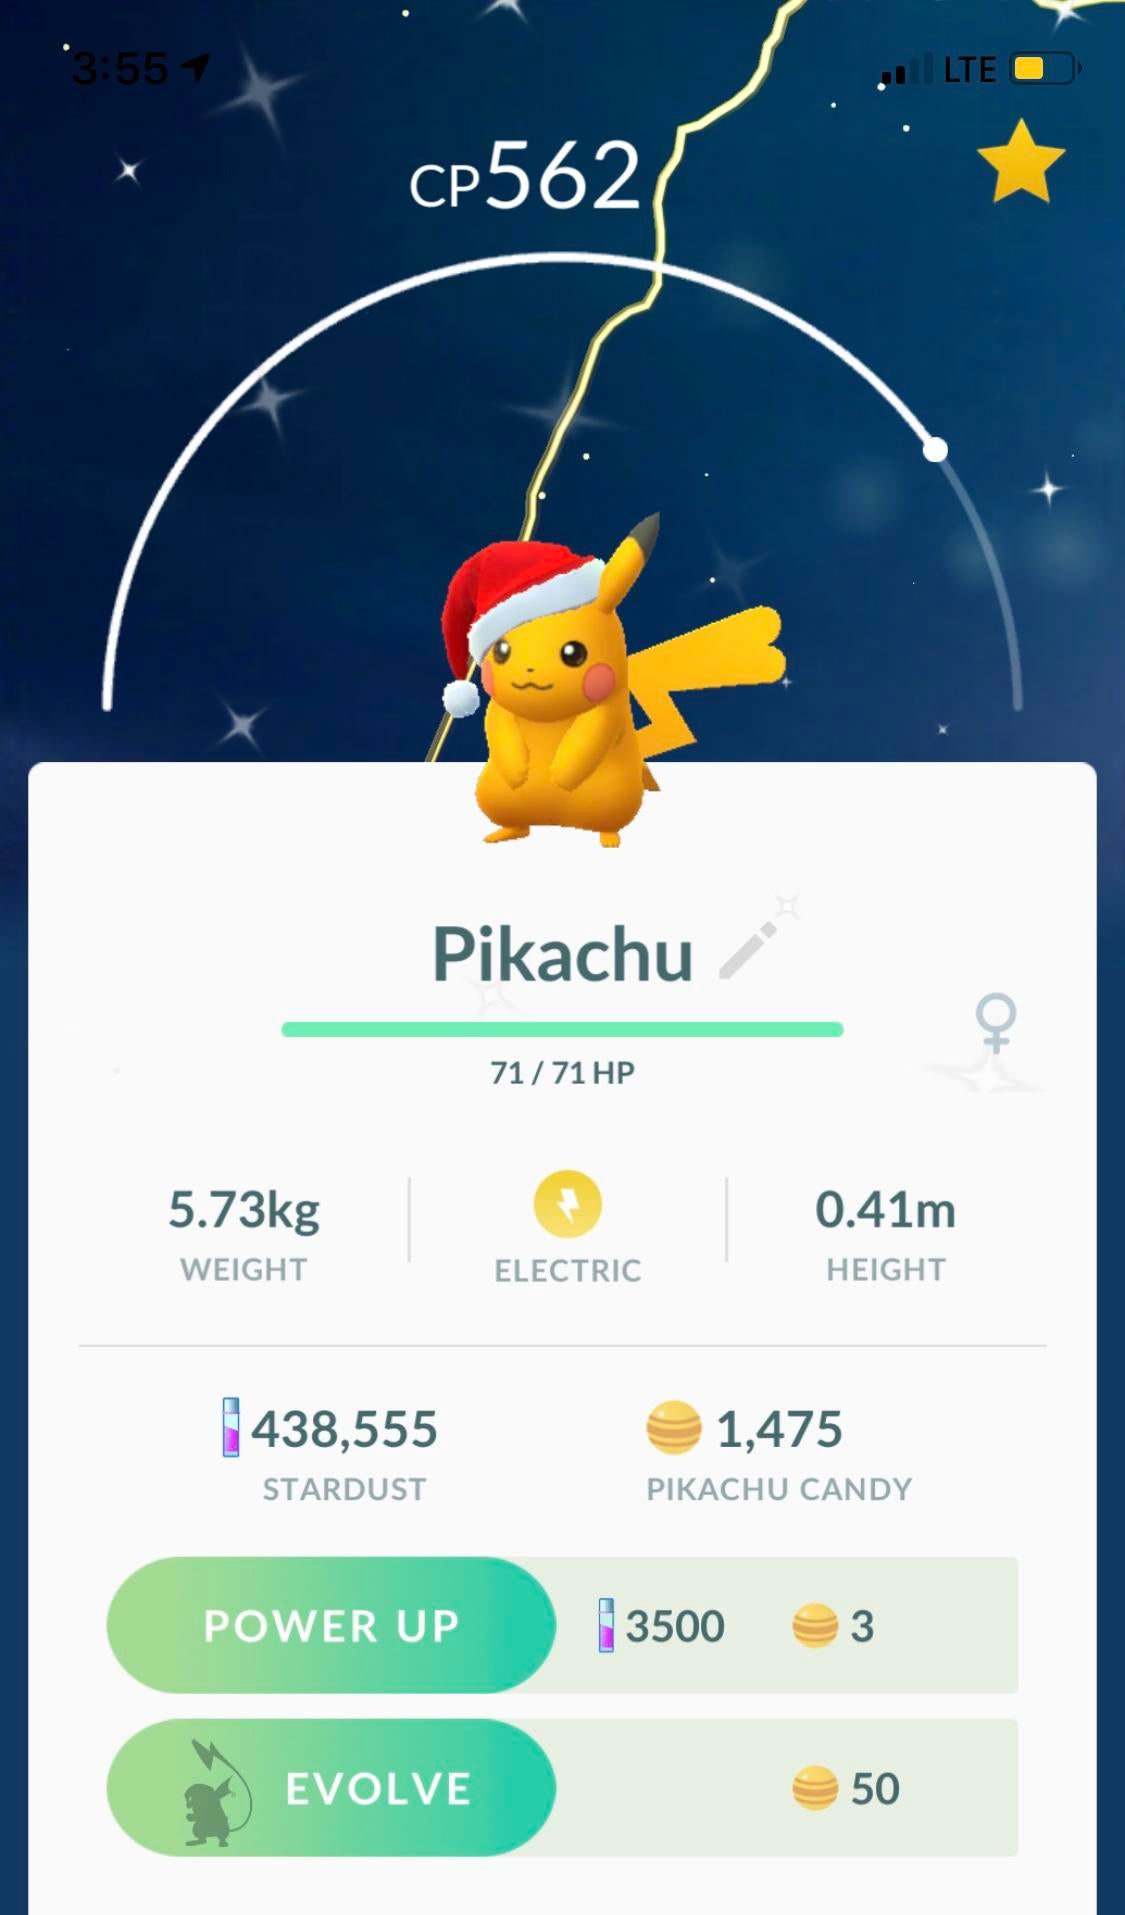 3:55 LTE
CP562
Pikachu
71 / 71 HP
5.73kg 0.41m
WEIGHT ELECTRIC HEIGHT
438,555 1,475
STARDUST PIKACHU CANDY
POWER UP 3500 3
EVOLVE 50